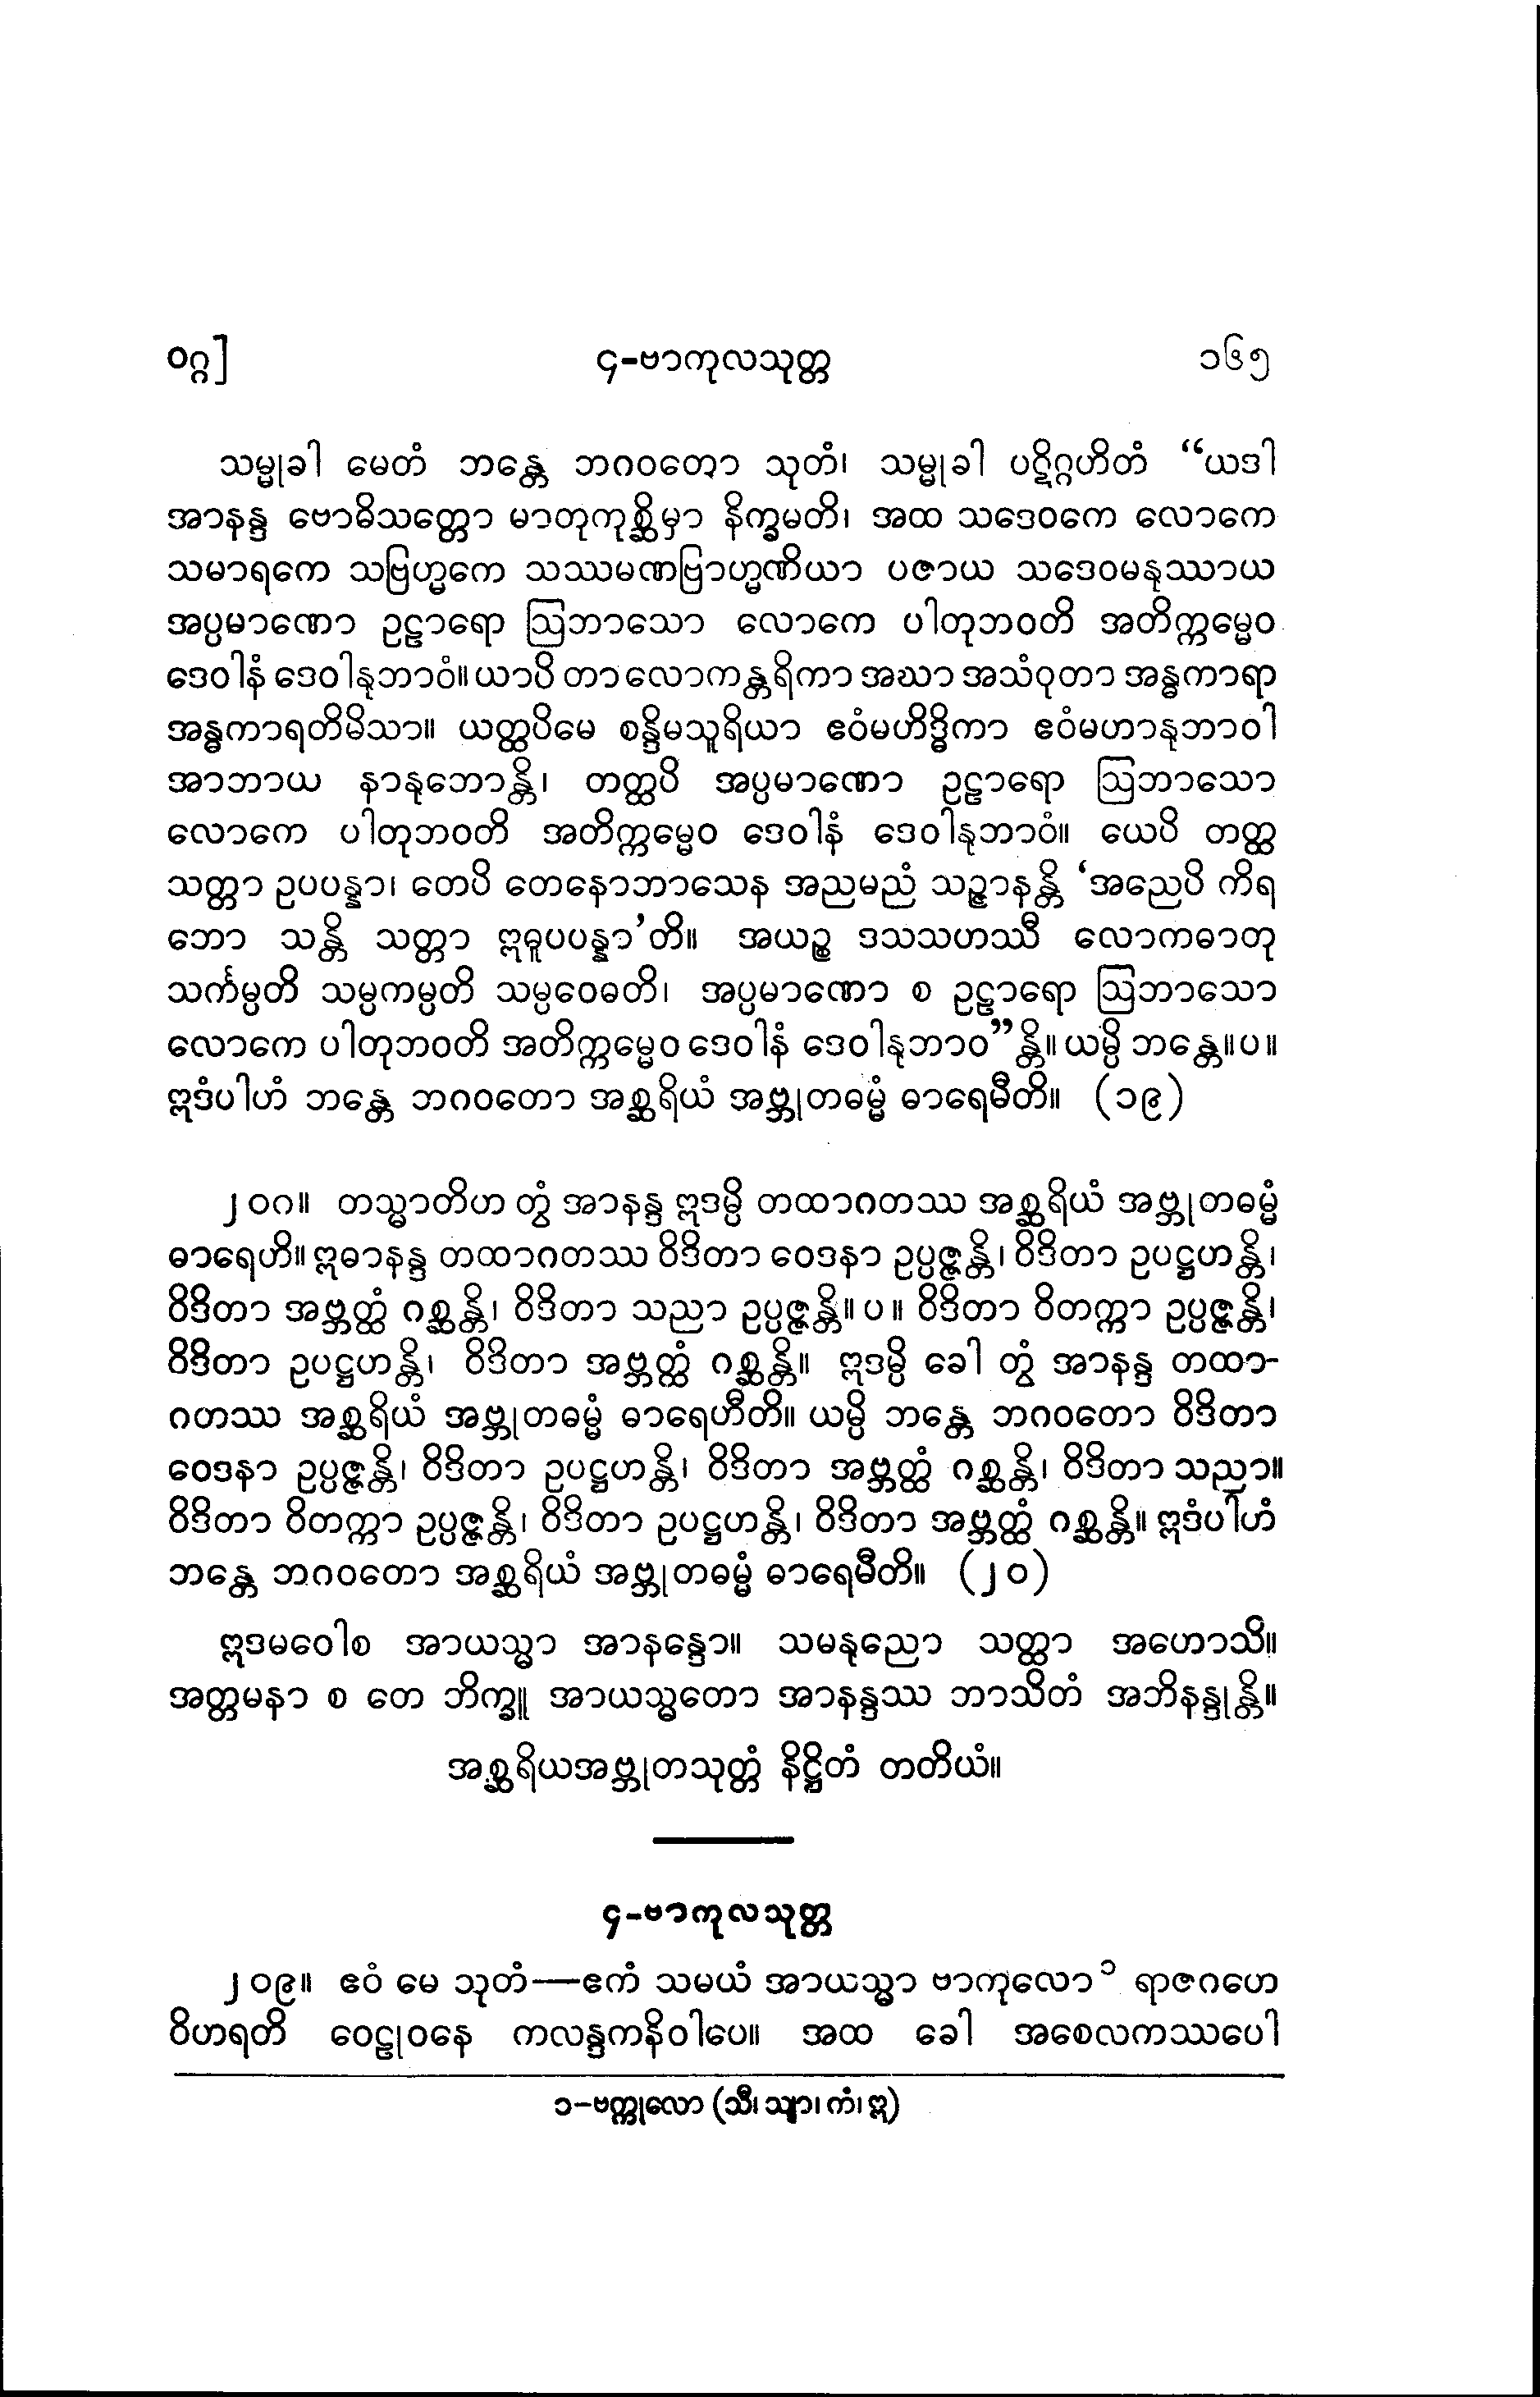 ဝဂ္ဂ] ၄-ဗာကုလသုတ္တ ၁၆၅
သမ္မုခါ မေတံ ဘန္တေ ဘဂဝတော သုတံ၊ သမ္မုခါ ပဋိဂ္ဂဟိတံ “ယဒါ
အာနန္ဒ ဗောဓိသတ္တော မာတုကုစ္ဆိမှာ နိက္ခမတိ၊ အထ သဒေဝကေ လောကေ
သမာရကေ သဗြဟ္မကေ သဿမဏဗြာဟ္မဏိယာ ပဇာယ သဒေဝမနုဿာယ
အပ္ပမာဏော ဥဠာရော ဩဘာသော လောကေ ပါတုဘဝတိ အတိက္ကမ္မေဝ
ဒေဝါနံ ဒေဝါနုဘာဝံ။ ယာပိ တာ လောကန္တရိကာ အဃာ အသံဝုတာ အန္ဓကာရာ
အန္ဓကာရတိမိသာ။ ယတ္ထပိမေ စန္ဒိမသူရိယာ ဧဝံမဟိဒ္ဓိကာ ဧဝံမဟာနုဘာဝါ
အာဘာယ နာနုဘောန္တိ၊ တတ္ထပိ အပ္ပမာဏော ဥဠာရော ဩဘာသော
လောကေ ပါတုဘဝတိ အတိက္ကမ္မေဝ ဒေဝါနံ ဒေဝါနုဘာဝံ။ ယေပိ တတ္ထ
သတ္တာ ဥပပန္နာ၊ တေပိ တေနောဘာသေန အညမညံ သဉ္ဇာနန္တိ ‘အညေပိ ကိရ
ဘော သန္တိ သတ္တာ ဣဓူပပန္နာ’တိ။ အယဉ္စ ဒသသဟဿီ လောကဓာတု
သင်္ကမ္ပတိ သမ္ပကမ္ပတိ သမ္ပဝေဓတိ၊ အပ္ပမာဏော စ ဥဠာရော ဩဘာသော
လောကေ ပါတုဘဝတိ အတိက္ကမ္မေဝ ဒေဝါနံ ဒေဝါနုဘာဝ”န္တိ။ ယမ္ပိ ဘန္တေ။ပ။
ဣဒံပါဟံ ဘန္တေ ဘဂဝတော အစ္ဆရိယံ အဗ္ဘုတဓမ္မံ ဓာရေမီတိ။ (၁၉)
၂၀ဂ။ တသ္မာတိဟ တွံ အာနန္ဒ ဣဒမ္ပိ တထာဂတဿ အစ္ဆရိယံ အဗ္ဘုတဓမ္မံ
ဓာရေဟိ။ ဣဓာနန္ဒ တထာဂတဿ ဝိဒိတာ ဝေဒနာ ဥပ္ပဇ္ဇန္တိ၊ ဝိဒိတာ ဥပဋ္ဌဟန္တိ၊
ဝိဒိတာ အဗ္ဘတ္ထံ ဂစ္ဆန္တိ၊ ဝိဒိတာ သညာ ဥပ္ပဇ္ဇန္တိ။ပ။ ဝိဒိတာ ဝိတက္ကာ ဥပ္ပဇ္ဇန္တိ၊
ဝိဒိတာ ဥပဋ္ဌဟန္တိ၊ ဝိဒိတာ အဗ္ဘတ္ထံ ဂစ္ဆန္တိ။ ဣဒမ္ပိ ခေါ တွံ အာနန္ဒ တထာ-
ဂတဿ အစ္ဆရိယံ အဗ္ဘုတဓမ္မံ ဓာရေဟီတိ။ ယမ္ပိ ဘန္တေ ဘဂဝတော ဝိဒိတာ
ဝေဒနာ ဥပ္ပဇ္ဇန္တိ၊ ဝိဒိတာ ဥပဋ္ဌဟန္တိ၊ ဝိဒိတာ အဗ္ဘတ္ထံ ဂစ္ဆန္တိ၊ ဝိဒိတာ သညာ။
ဝိဒိတာ ဝိတက္ကာ ဥပ္ပဇ္ဇန္တိ၊ ဝိဒိတာ ဥပဋ္ဌဟန္တိ၊ ဝိဒိတာ အဗ္ဘတ္ထံ ဂစ္ဆန္တိ။ ဣဒံပါဟံ
ဘန္တေ ဘဂဝတော အစ္ဆရိယံ အဗ္ဘုတဓမ္မံ ဓာရေမီတိ။ (၂၀)
ဣဒမဝေါစ အာယသ္မာ အာနန္ဒော။ သမနုညော သတ္ထာ အဟောသိ။
အတ္တမနာ စ တေ ဘိက္ခူ အာယသ္မတော အာနန္ဒဿ ဘာသိတံ အဘိနန္ဒုန္တိ။
အစ္ဆရိယအဗ္ဘုတသုတ္တံ နိဋ္ဌိတံ တတိယံ။
၄-ဗာကုလသုတ္တ
၂၀၉။ ဧဝံ မေ သုတံ—ဧကံ သမယံ အာယသ္မာ ဗာကုလော ၁ ရာဇဂဟေ
ဝိဟရတိ ဝေဠုဝနေ ကလန္ဒကနိဝါပေ။ အထ ခေါ အစေလကဿပေါ
၁-ဗက္ကုလော (သီ၊ သျာ၊ ကံ၊ ဣ)